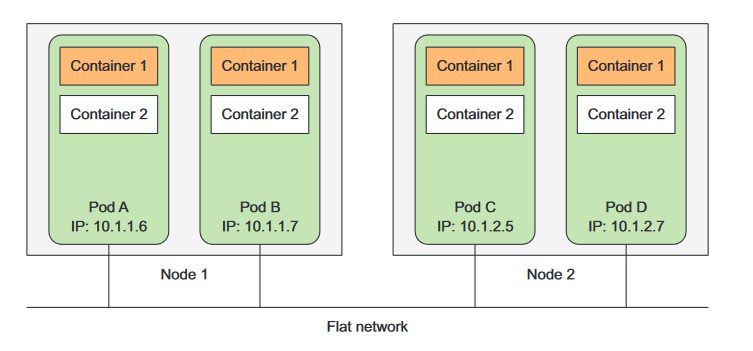 Container 1
Container 2
Pod A
IP: 10.1.1.6
Container 1
Container 2
Pod B
IP: 10.1.1.7
Node 1
Container 1
Container 2
Pod C
IP: 10.1.2.5
Container 1
Container 2
Pod D
IP: 10.1.2.7
Node 2
Flat network